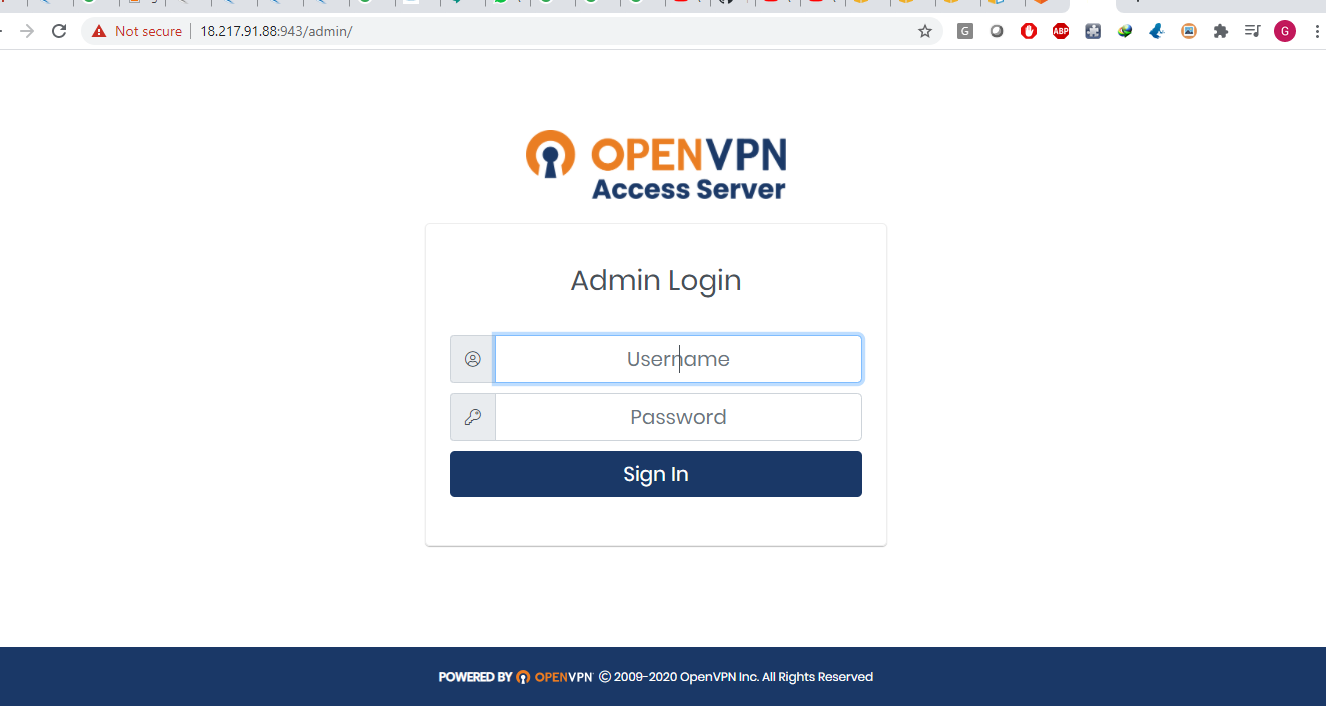 Not secure 18.217.91.88:943/admin/
G
ABP
G
OPENVPN
Access Server
Admin Login
Username
Password
Sign In
POWERED BY OPENVPN © 2009-2020 OpenVPN Inc. All Rights Reserved